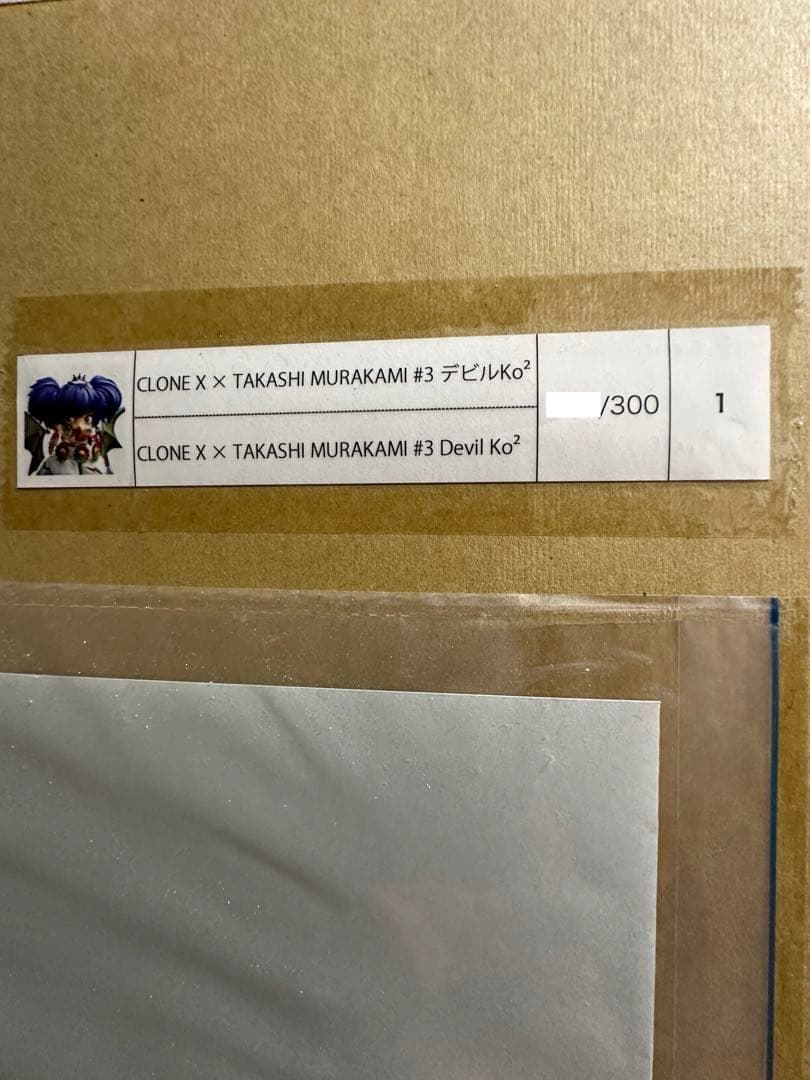 CLONE X × TAKASHI MURAKAMI #3 デビルKo²
CLONE X × TAKASHI MURAKAMI #3 Devil Ko²
/300
1